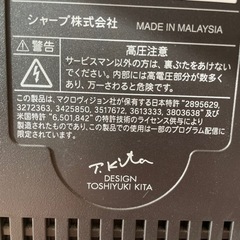 シャープ株式会社
MADE IN MALAYSIA
警告
高圧注意
サービスマン以外の方は、裏ぶたをあけないで
ください。内部には高電圧部分が数多く
あり、万一さわると危険です。
この製品は、マクロヴィジョン社が有する日本特許 "2895629,
3272363, 3425850, 3517672, 3613333, 3803638" 及び
米国特許 "6,501,842" の特許許諾のライセンス供与により
製造されています。この製品の使用は一部のプログラム配信に
限定されています。
T. Kita
DESIGN
TOSHIYUKI KITA